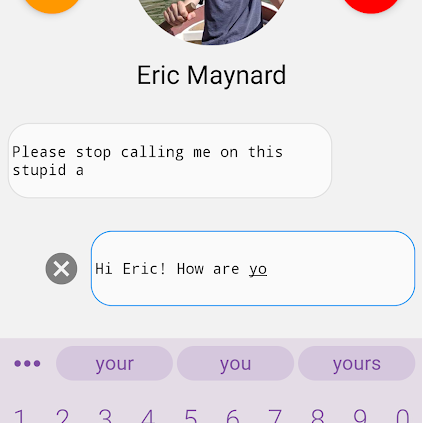 Eric Maynard
Please stop calling me on this
stupid a
Hi Eric! How are yo
your you yours
1 2 3 4 5 6 7 8 9 0